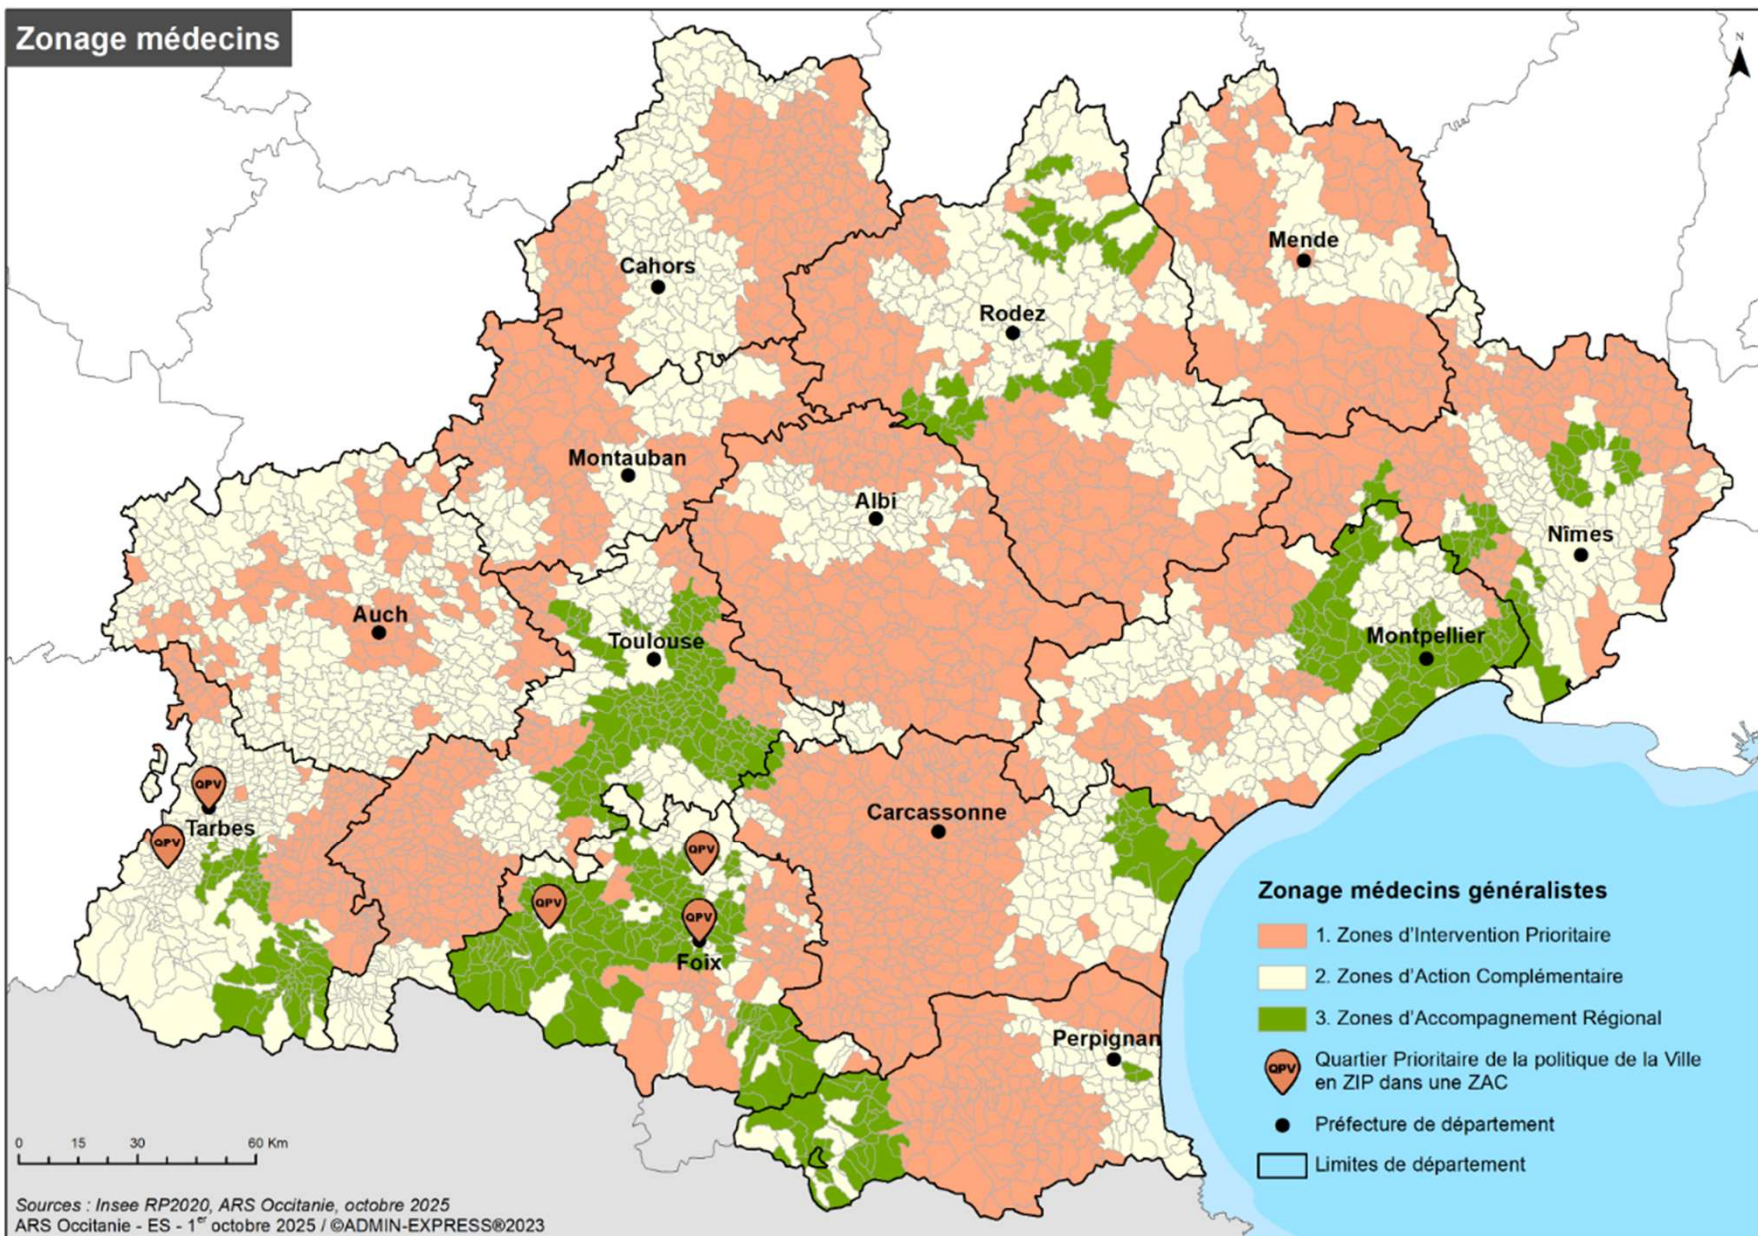 Zonage médecins
N
Cahors
Mende
Rodez
Montauban
Albi
Nîmes
Auch
Toulouse
Montpellier
QPV
Tarbes
QPV
Carcassonne
QPV
QPV
QPV
Foix
Perpignan
Zonage médecins généralistes
1. Zones d'Intervention Prioritaire
2. Zones d'Action Complémentaire
3. Zones d'Accompagnement Régional
QPV
Quartier Prioritaire de la politique de la Ville
en ZIP dans une ZAC
Préfecture de département
Limites de département
0 15 30 60 Km
Sources : Insee RP2020, ARS Occitanie, octobre 2025
ARS Occitanie - ES - 1er octobre 2025 / ©ADMIN-EXPRESS®2023